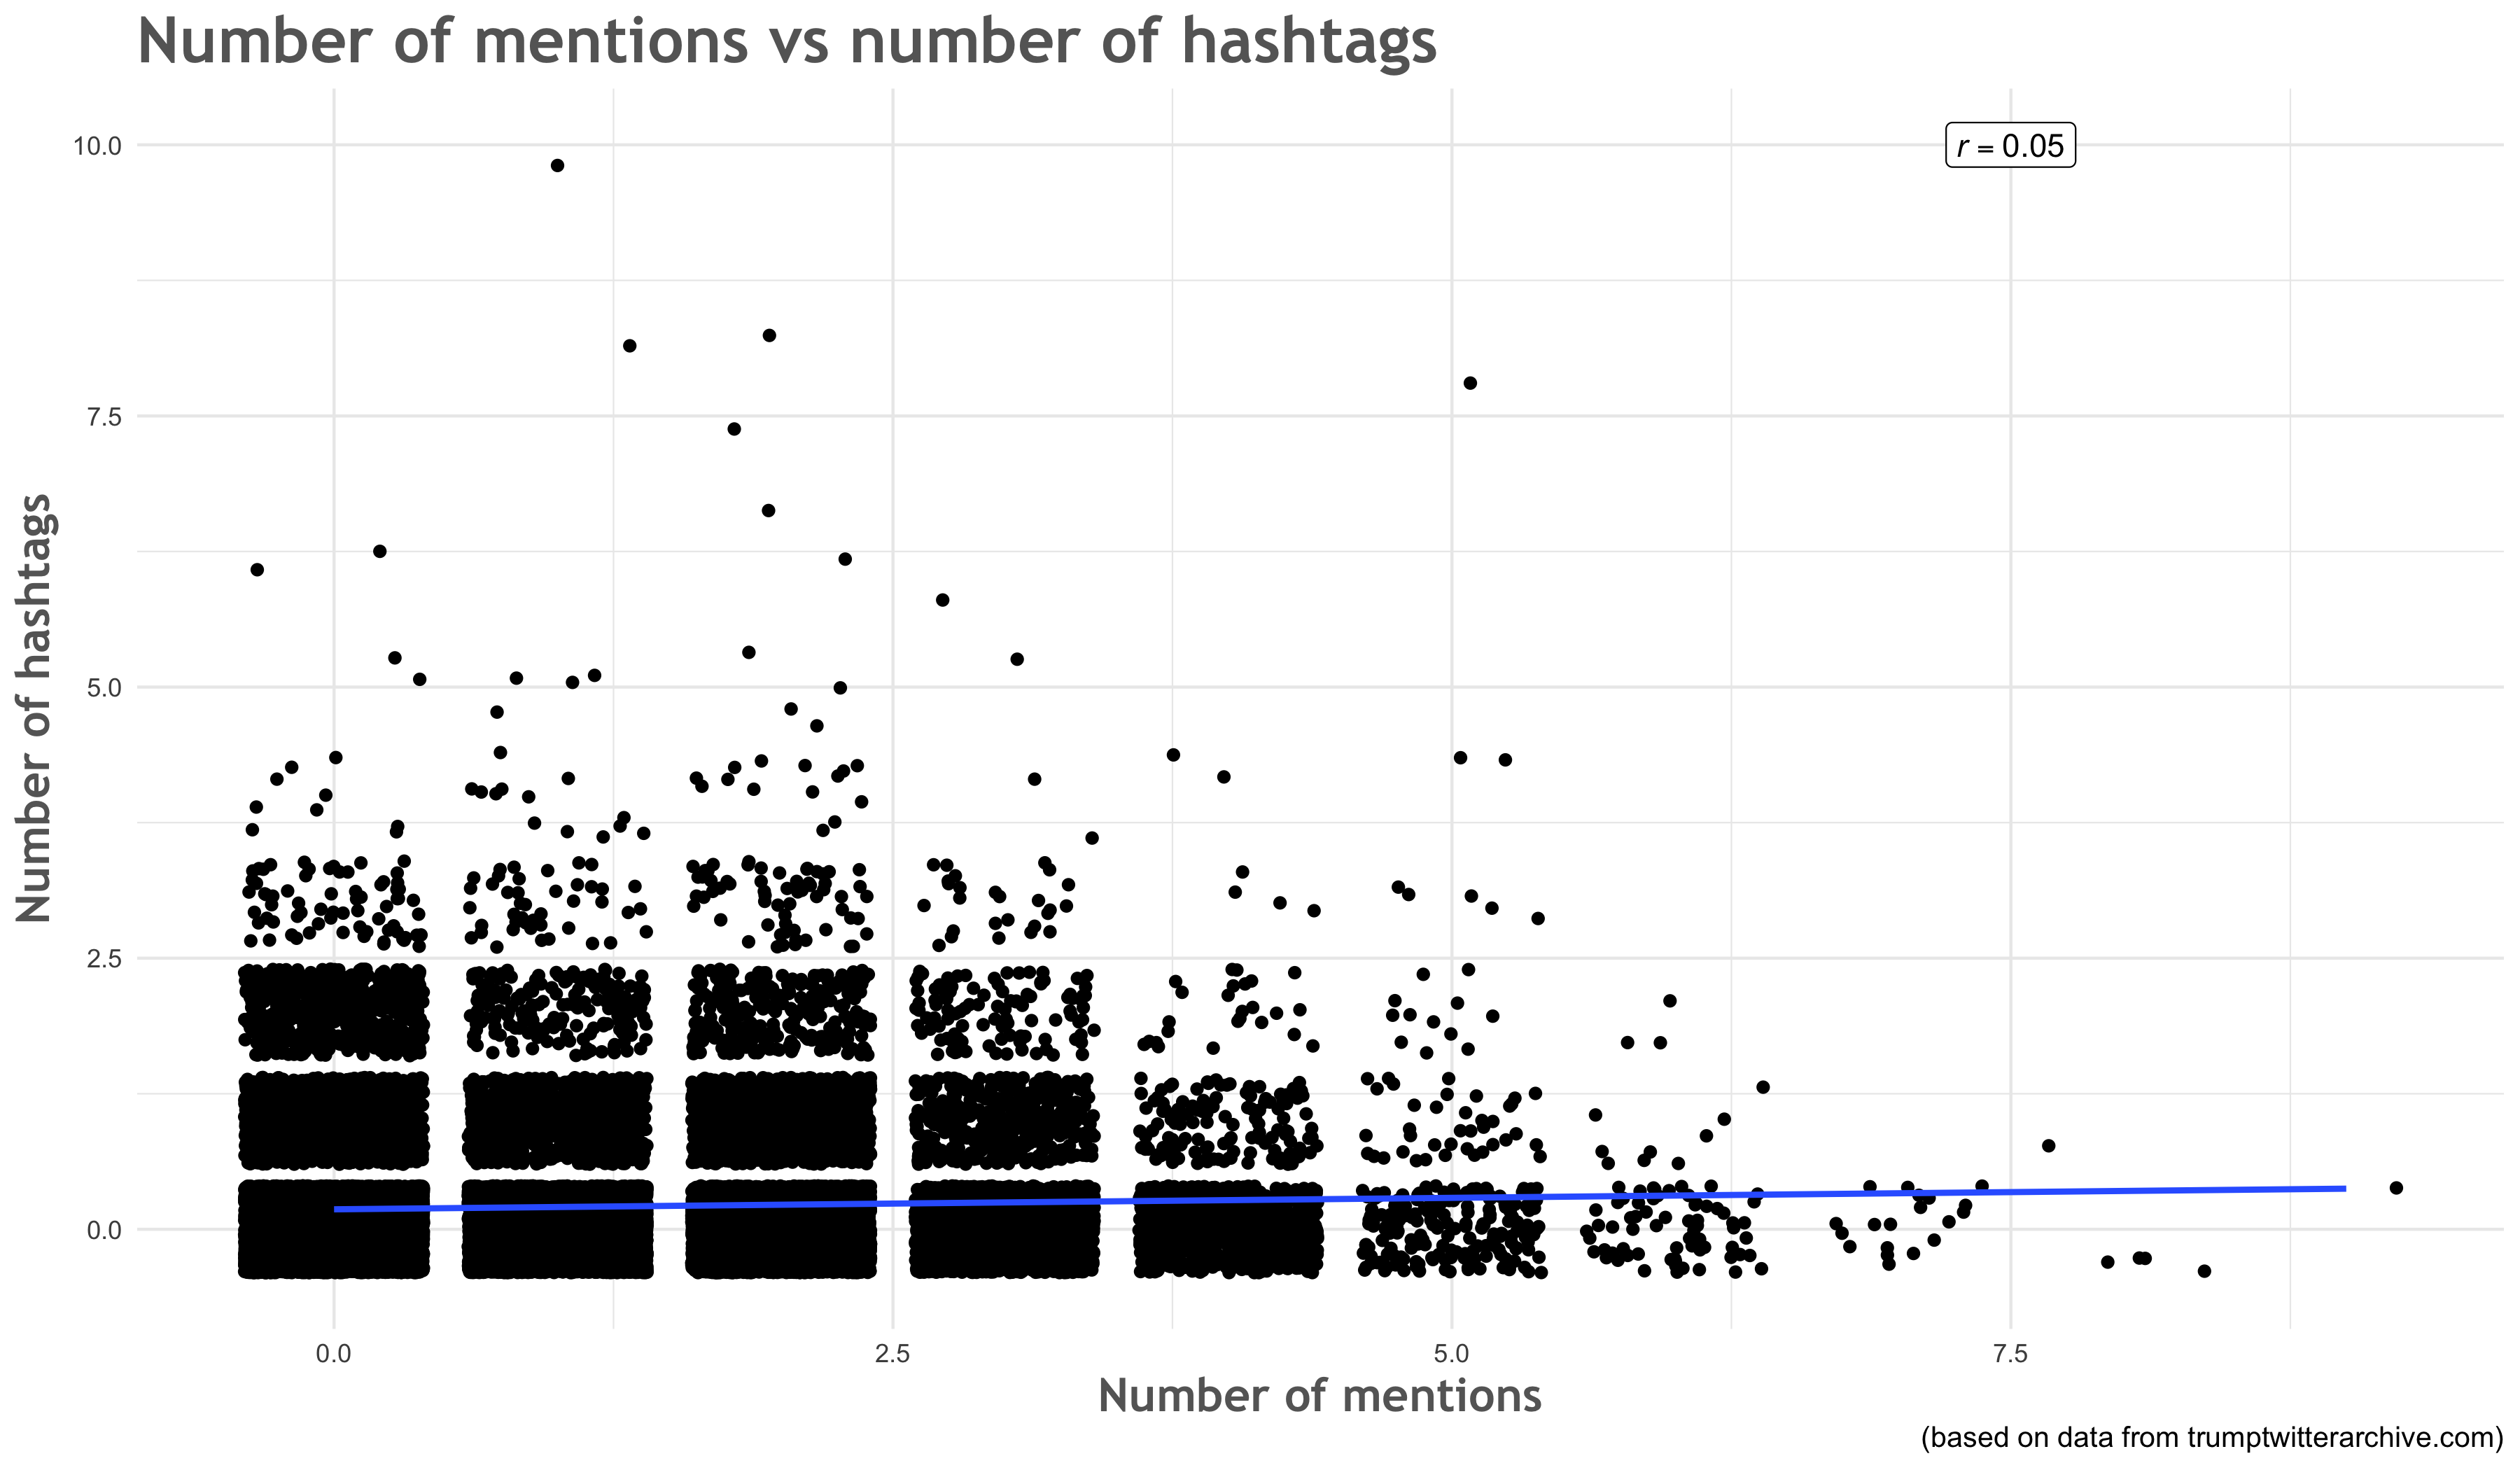 Number of mentions vs number of hashtags
r = 0.05
10.0
7.5
5.0
2.5
0.0
Number of hashtags
0.0 2.5 5.0 7.5
Number of mentions
(based on data from trumptwitterarchive.com)